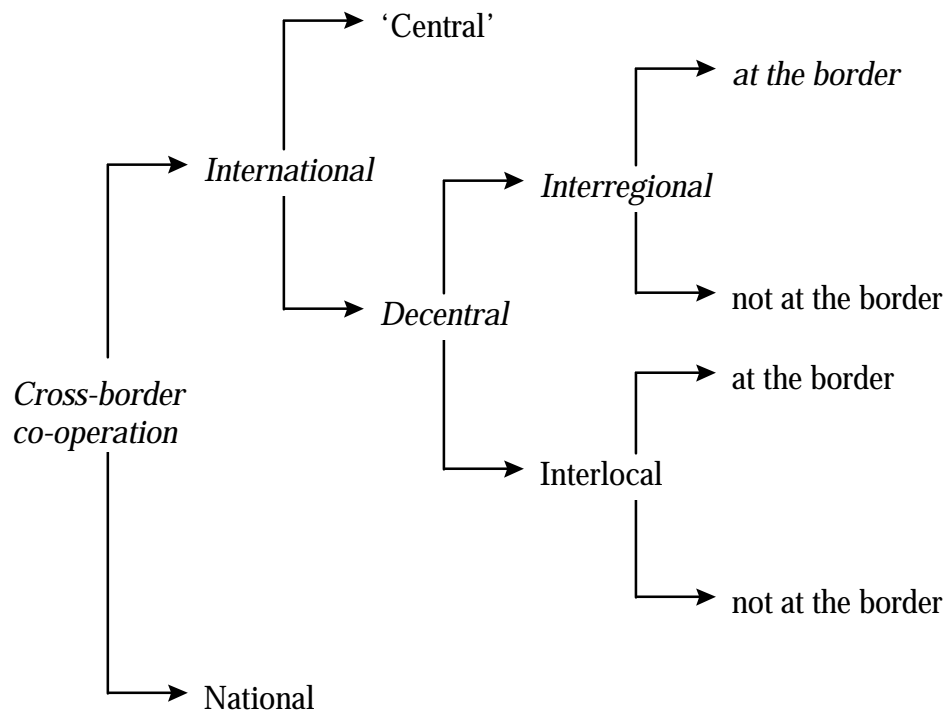 ‘Central’
at the border
International
Interregional
not at the border
Decentral
at the border
Cross-border
co-operation
Interlocal
not at the border
National